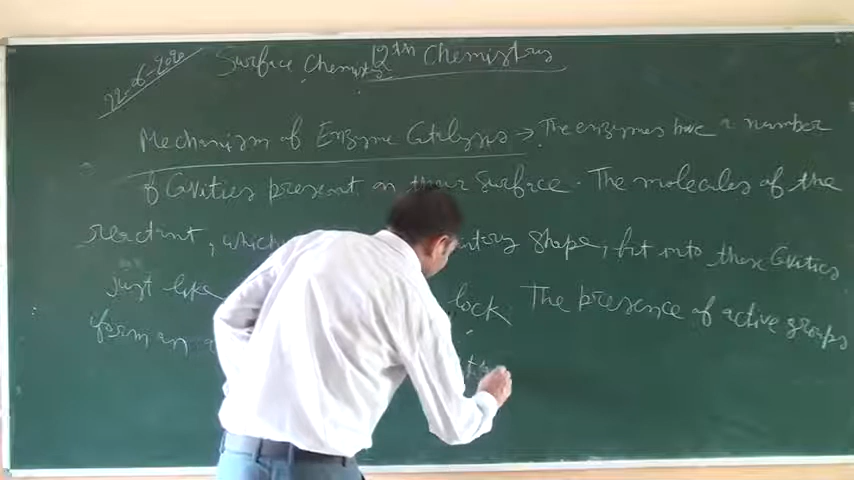 22-06-2020
Surface Chemistry 12th Chemistry
Mechanism of Enzyme Catalysis → The enzymes have a number
of Cavities present on their Surface. The molecules of the
reactant, which shape, fit into these Cavities
just like lock. The presence of active groups
form an